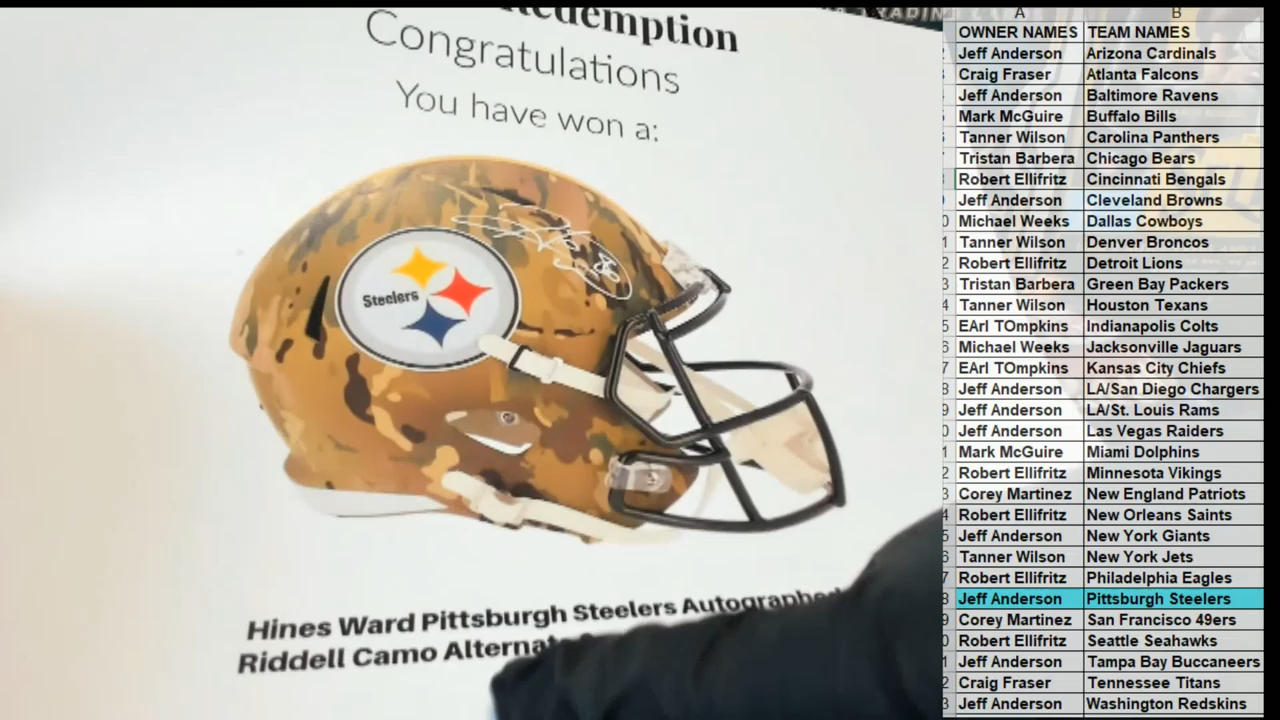 Redemption
Congratulations
You have won a:
Steelers
86
Hines Ward Pittsburgh Steelers Autographed
Riddell Camo
A B
OWNER NAMES TEAM NAMES
Jeff Anderson Arizona Cardinals
Craig Fraser Atlanta Falcons
Jeff Anderson Baltimore Ravens
Mark McGuire Buffalo Bills
Tanner Wilson Carolina Panthers
Tristan Barbera Chicago Bears
Robert Ellifritz Cincinnati Bengals
Jeff Anderson Cleveland Browns
Michael Weeks Dallas Cowboys
Tanner Wilson Denver Broncos
Robert Ellifritz Detroit Lions
Tristan Barbera Green Bay Packers
Tanner Wilson Houston Texans
EArl TOmpkins Indianapolis Colts
Michael Weeks Jacksonville Jaguars
EArl TOmpkins Kansas City Chiefs
Jeff Anderson LA/San Diego Chargers
Jeff Anderson LA/St. Louis Rams
Jeff Anderson Las Vegas Raiders
Mark McGuire Miami Dolphins
Robert Ellifritz Minnesota Vikings
Corey Martinez New England Patriots
Robert Ellifritz New Orleans Saints
Jeff Anderson New York Giants
Tanner Wilson New York Jets
Robert Ellifritz Philadelphia Eagles
Jeff Anderson Pittsburgh Steelers
Corey Martinez San Francisco 49ers
Robert Ellifritz Seattle Seahawks
Jeff Anderson Tampa Bay Buccaneers
Craig Fraser Tennessee Titans
Jeff Anderson Washington Redskins